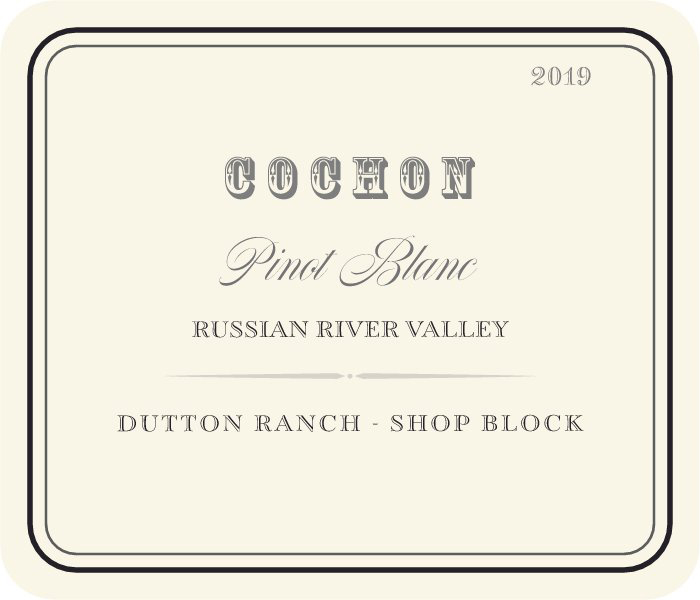 2019
COCHON
Pinot Blanc
RUSSIAN RIVER VALLEY
DUTTON RANCH - SHOP BLOCK